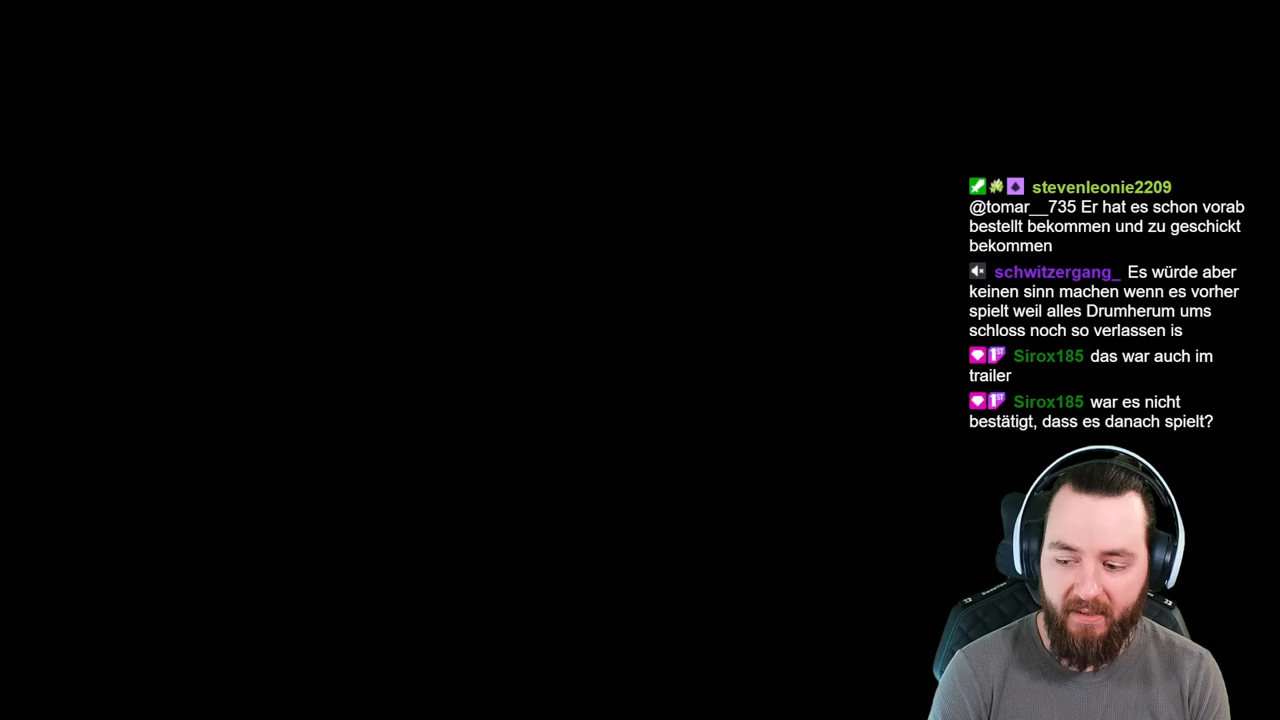 stevenleonie2209
@tomar__735 Er hat es schon vorab
bestellt bekommen und zu geschickt
bekommen
schwitzergang_ Es würde aber
keinen sinn machen wenn es vorher
spielt weil alles Drumherum ums
schloss noch so verlassen is
1ST Sirox185 das war auch im
trailer
1ST Sirox185 war es nicht
bestätigt, dass es danach spielt?